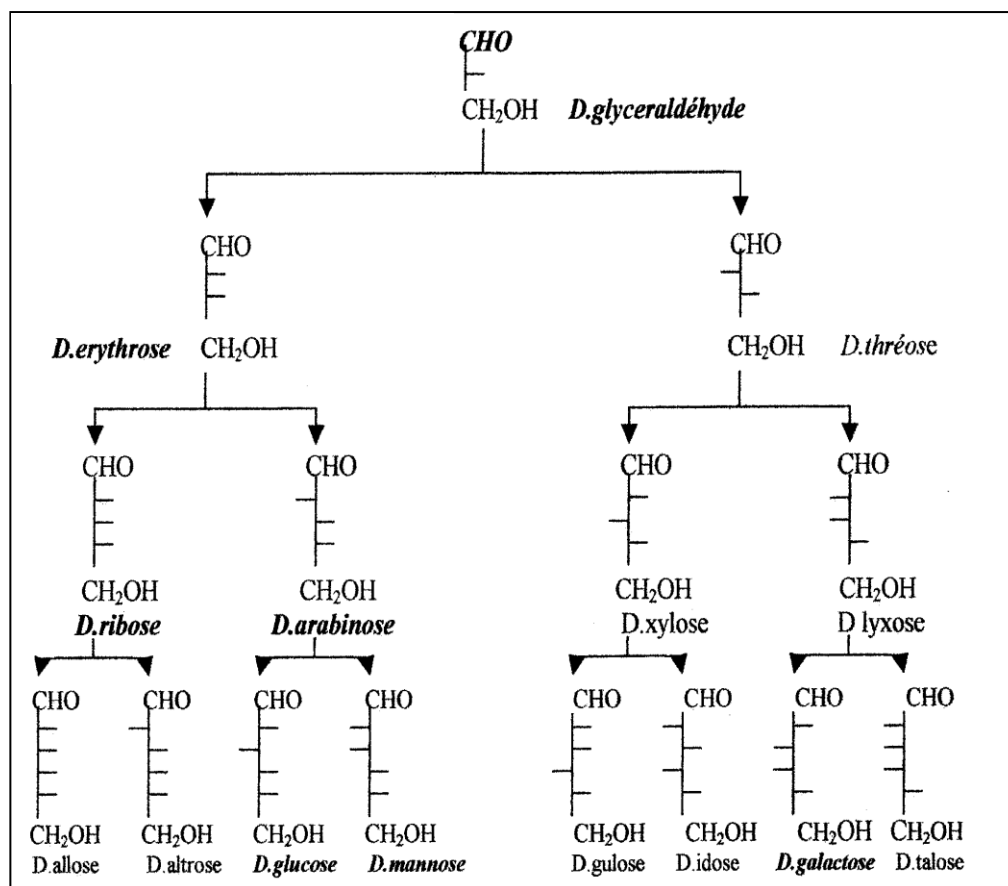 CHO
CH₂OH D.glyceraldéhyde
CHO CHO
D.erythrose CH₂OH CH₂OH D.thréose
CHO CHO CHO CHO
CH₂OH CH₂OH CH₂OH CH₂OH
D.ribose D.arabinose D.xylose D lyxose
CHO CHO CHO CHO CHO CHO CHO CHO
CH₂OH CH₂OH CH₂OH CH₂OH CH₂OH CH₂OH CH₂OH CH₂OH
D.allose D.altrose D.glucose D.mannose D.gulose D.idose D.galactose D.talose